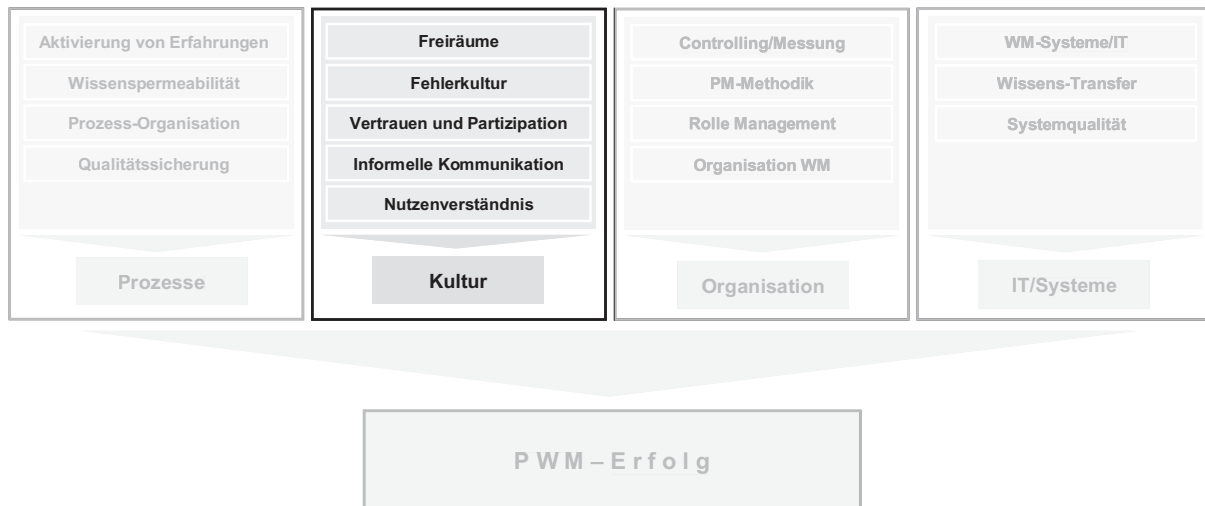 Aktivierung von Erfahrungen
Wissenspermeabilität
Prozess-Organisation
Qualitätssicherung
Prozesse
Freiräume
Fehlerkultur
Vertrauen und Partizipation
Informelle Kommunikation
Nutzenverständnis
Kultur
Controlling/Messung
PM-Methodik
Rolle Management
Organisation WM
Organisation
WM-Systeme/IT
Wissens-Transfer
Systemqualität
IT/Systeme
PWM–Erfolg